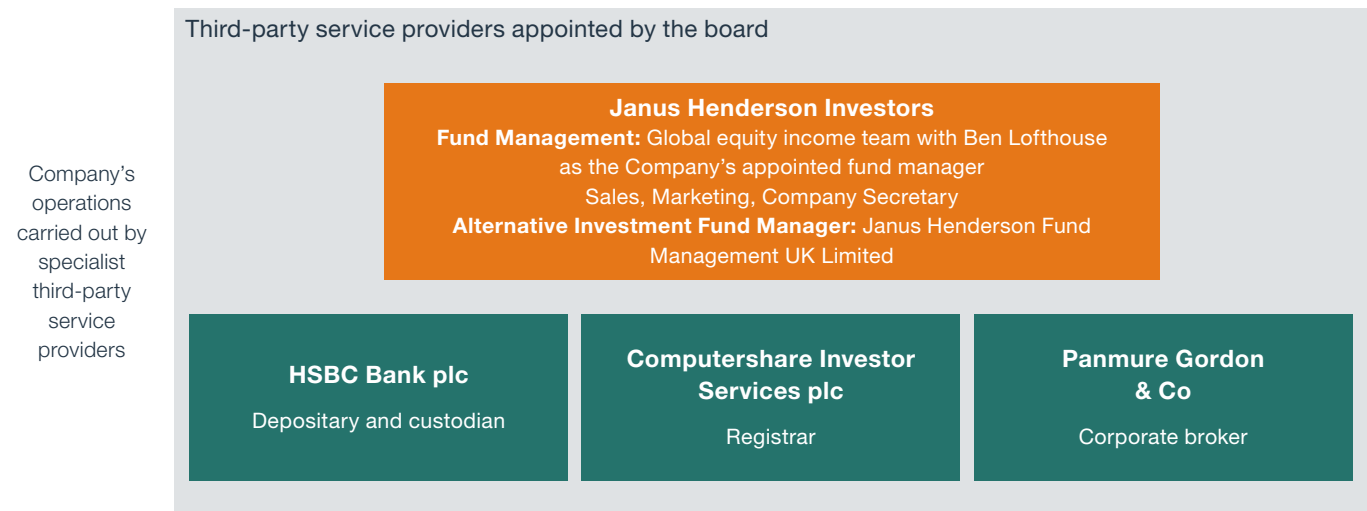 Third-party service providers appointed by the board
Company’s
operations
carried out by
specialist
third-party
service
providers
Janus Henderson Investors
Fund Management: Global equity income team with Ben Lofthouse
as the Company’s appointed fund manager
Sales, Marketing, Company Secretary
Alternative Investment Fund Manager: Janus Henderson Fund
Management UK Limited
HSBC Bank plc
Depositary and custodian
Computershare Investor
Services plc
Registrar
Panmure Gordon
& Co
Corporate broker